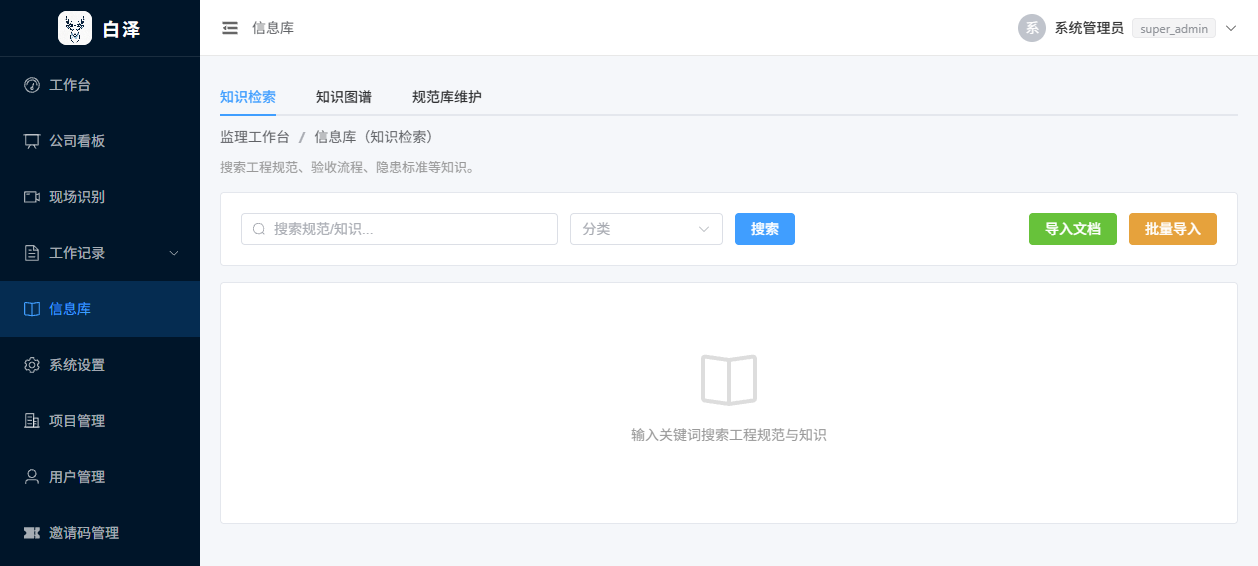 白泽
信息库
系 系统管理员 super_admin
工作台
公司看板
现场识别
工作记录
信息库
系统设置
项目管理
用户管理
邀请码管理
知识检索 知识图谱 规范库维护
监理工作台 / 信息库（知识检索）
搜索工程规范、验收流程、隐患标准等知识。
搜索规范/知识... 分类 搜索 导入文档 批量导入
输入关键词搜索工程规范与知识